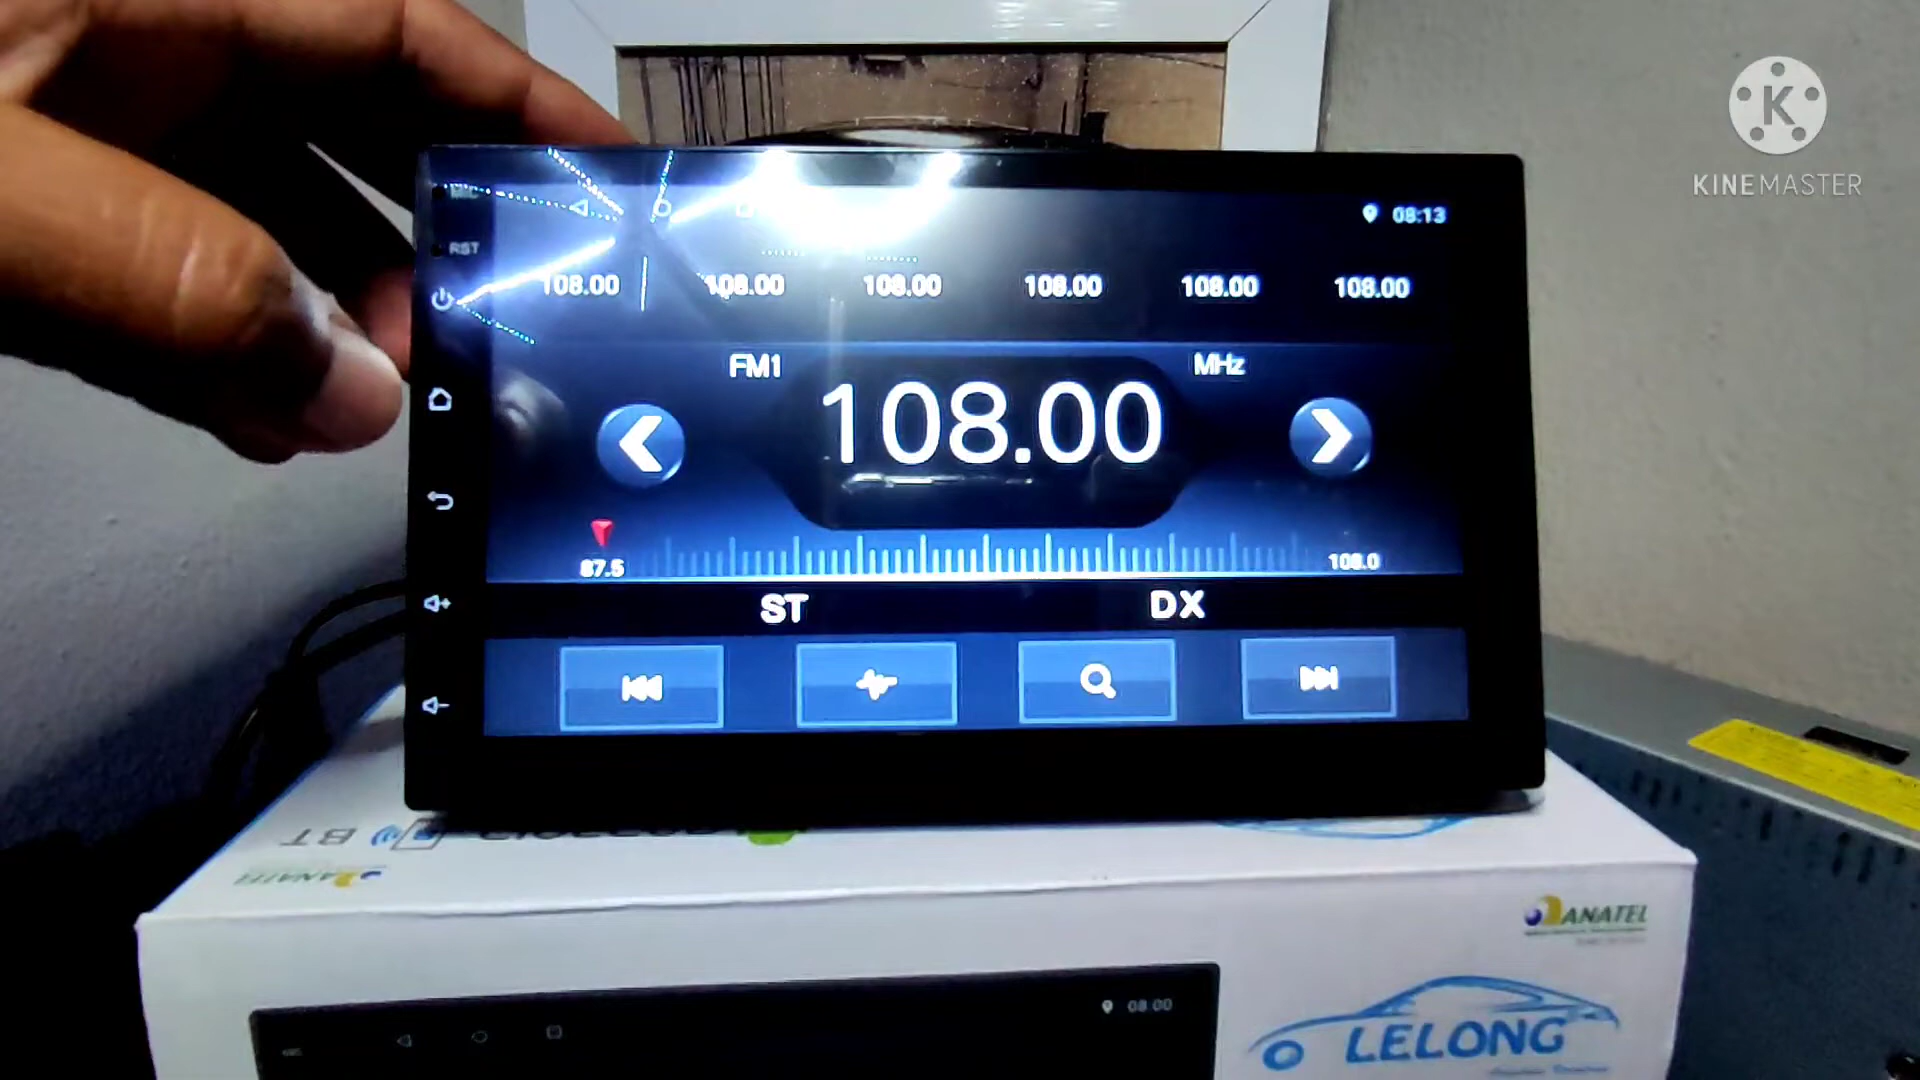 K
KINEMASTER
MIC
RST
08:13
108.00 108.00 108.00 108.00 108.00 108.00
FM1 MHz
108.00
87.5 108.0
ST DX
BT
ANATEL
ANATEL
LELONG
08:00